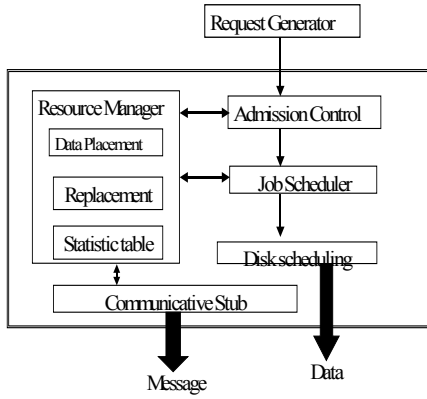 Request Generator
Resource Manager
Admission Control
Data Placement
Job Scheduler
Replacement
Statistic table
Disk scheduling
Communicative Stub
Message
Data